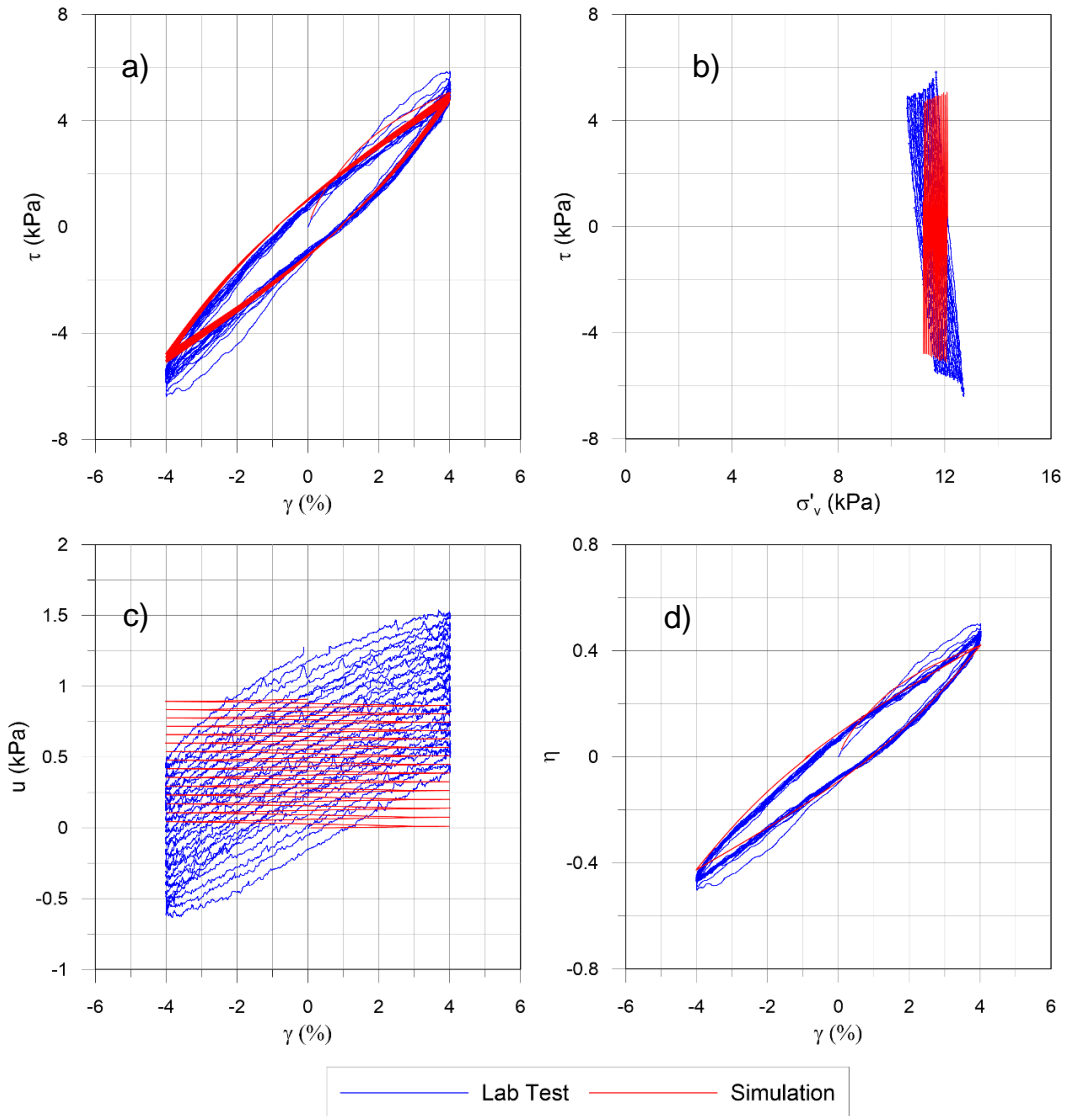 a)
8
4
0
-4
-8
τ (kPa)
-6 -4 -2 0 2 4 6
γ (%)
b)
8
4
0
-4
-8
τ (kPa)
0 4 8 12 16
σ'v (kPa)
c)
2
1.5
1
0.5
0
-0.5
-1
u (kPa)
-6 -4 -2 0 2 4 6
γ (%)
d)
0.8
0.4
0
-0.4
-0.8
η
-6 -4 -2 0 2 4 6
γ (%)
Lab Test Simulation